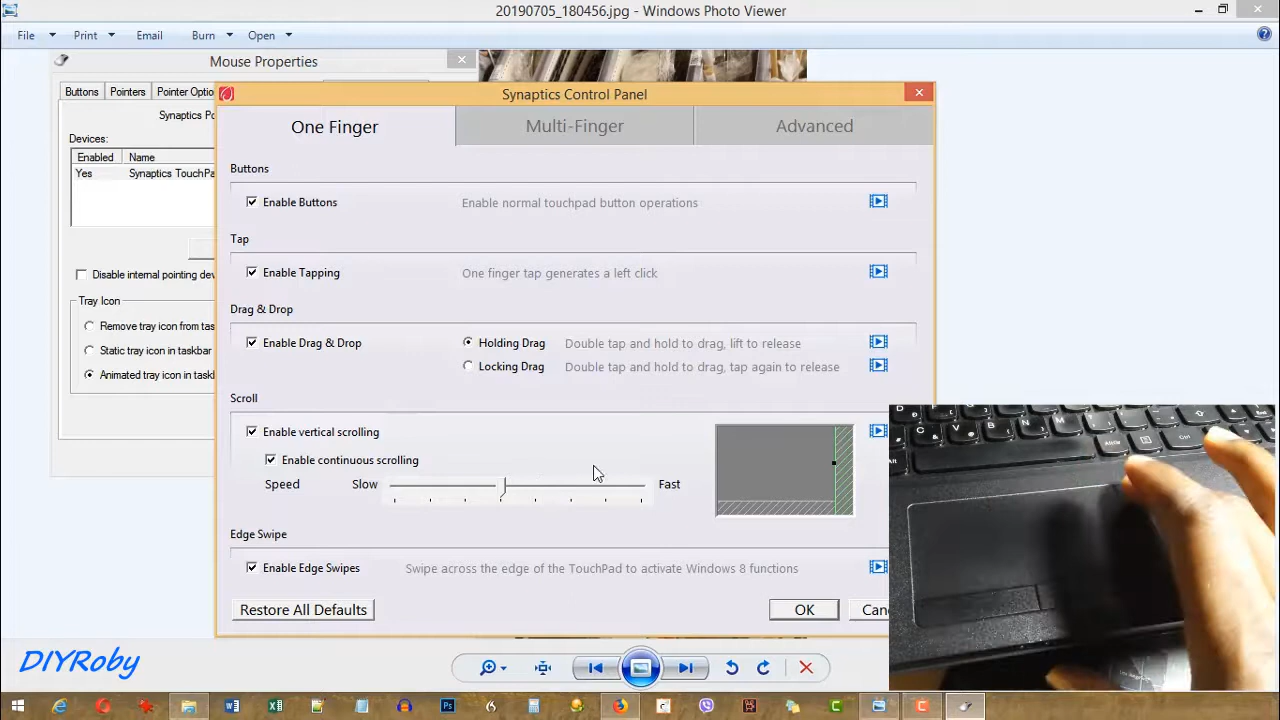 20190705_180456.jpg - Windows Photo Viewer
File Print Email Burn Open
Mouse Properties
Buttons Pointers Pointer Optio
Synaptics Po
Devices:
Enabled Name
Yes Synaptics TouchPa
Disable internal pointing dev
Tray Icon
Remove tray icon from tas
Static tray icon in taskbar
Animated tray icon in taskb
Synaptics Control Panel
One Finger Multi-Finger Advanced
Buttons
Enable Buttons Enable normal touchpad button operations
Tap
Enable Tapping One finger tap generates a left click
Drag & Drop
Enable Drag & Drop Holding Drag Double tap and hold to drag, lift to release
Locking Drag Double tap and hold to drag, tap again to release
Scroll
Enable vertical scrolling
Enable continuous scrolling
Speed Slow Fast
Edge Swipe
Enable Edge Swipes Swipe across the edge of the TouchPad to activate Windows 8 functions
Restore All Defaults OK Canc
DIYRoby
C V B N M
AltGr Ctrl